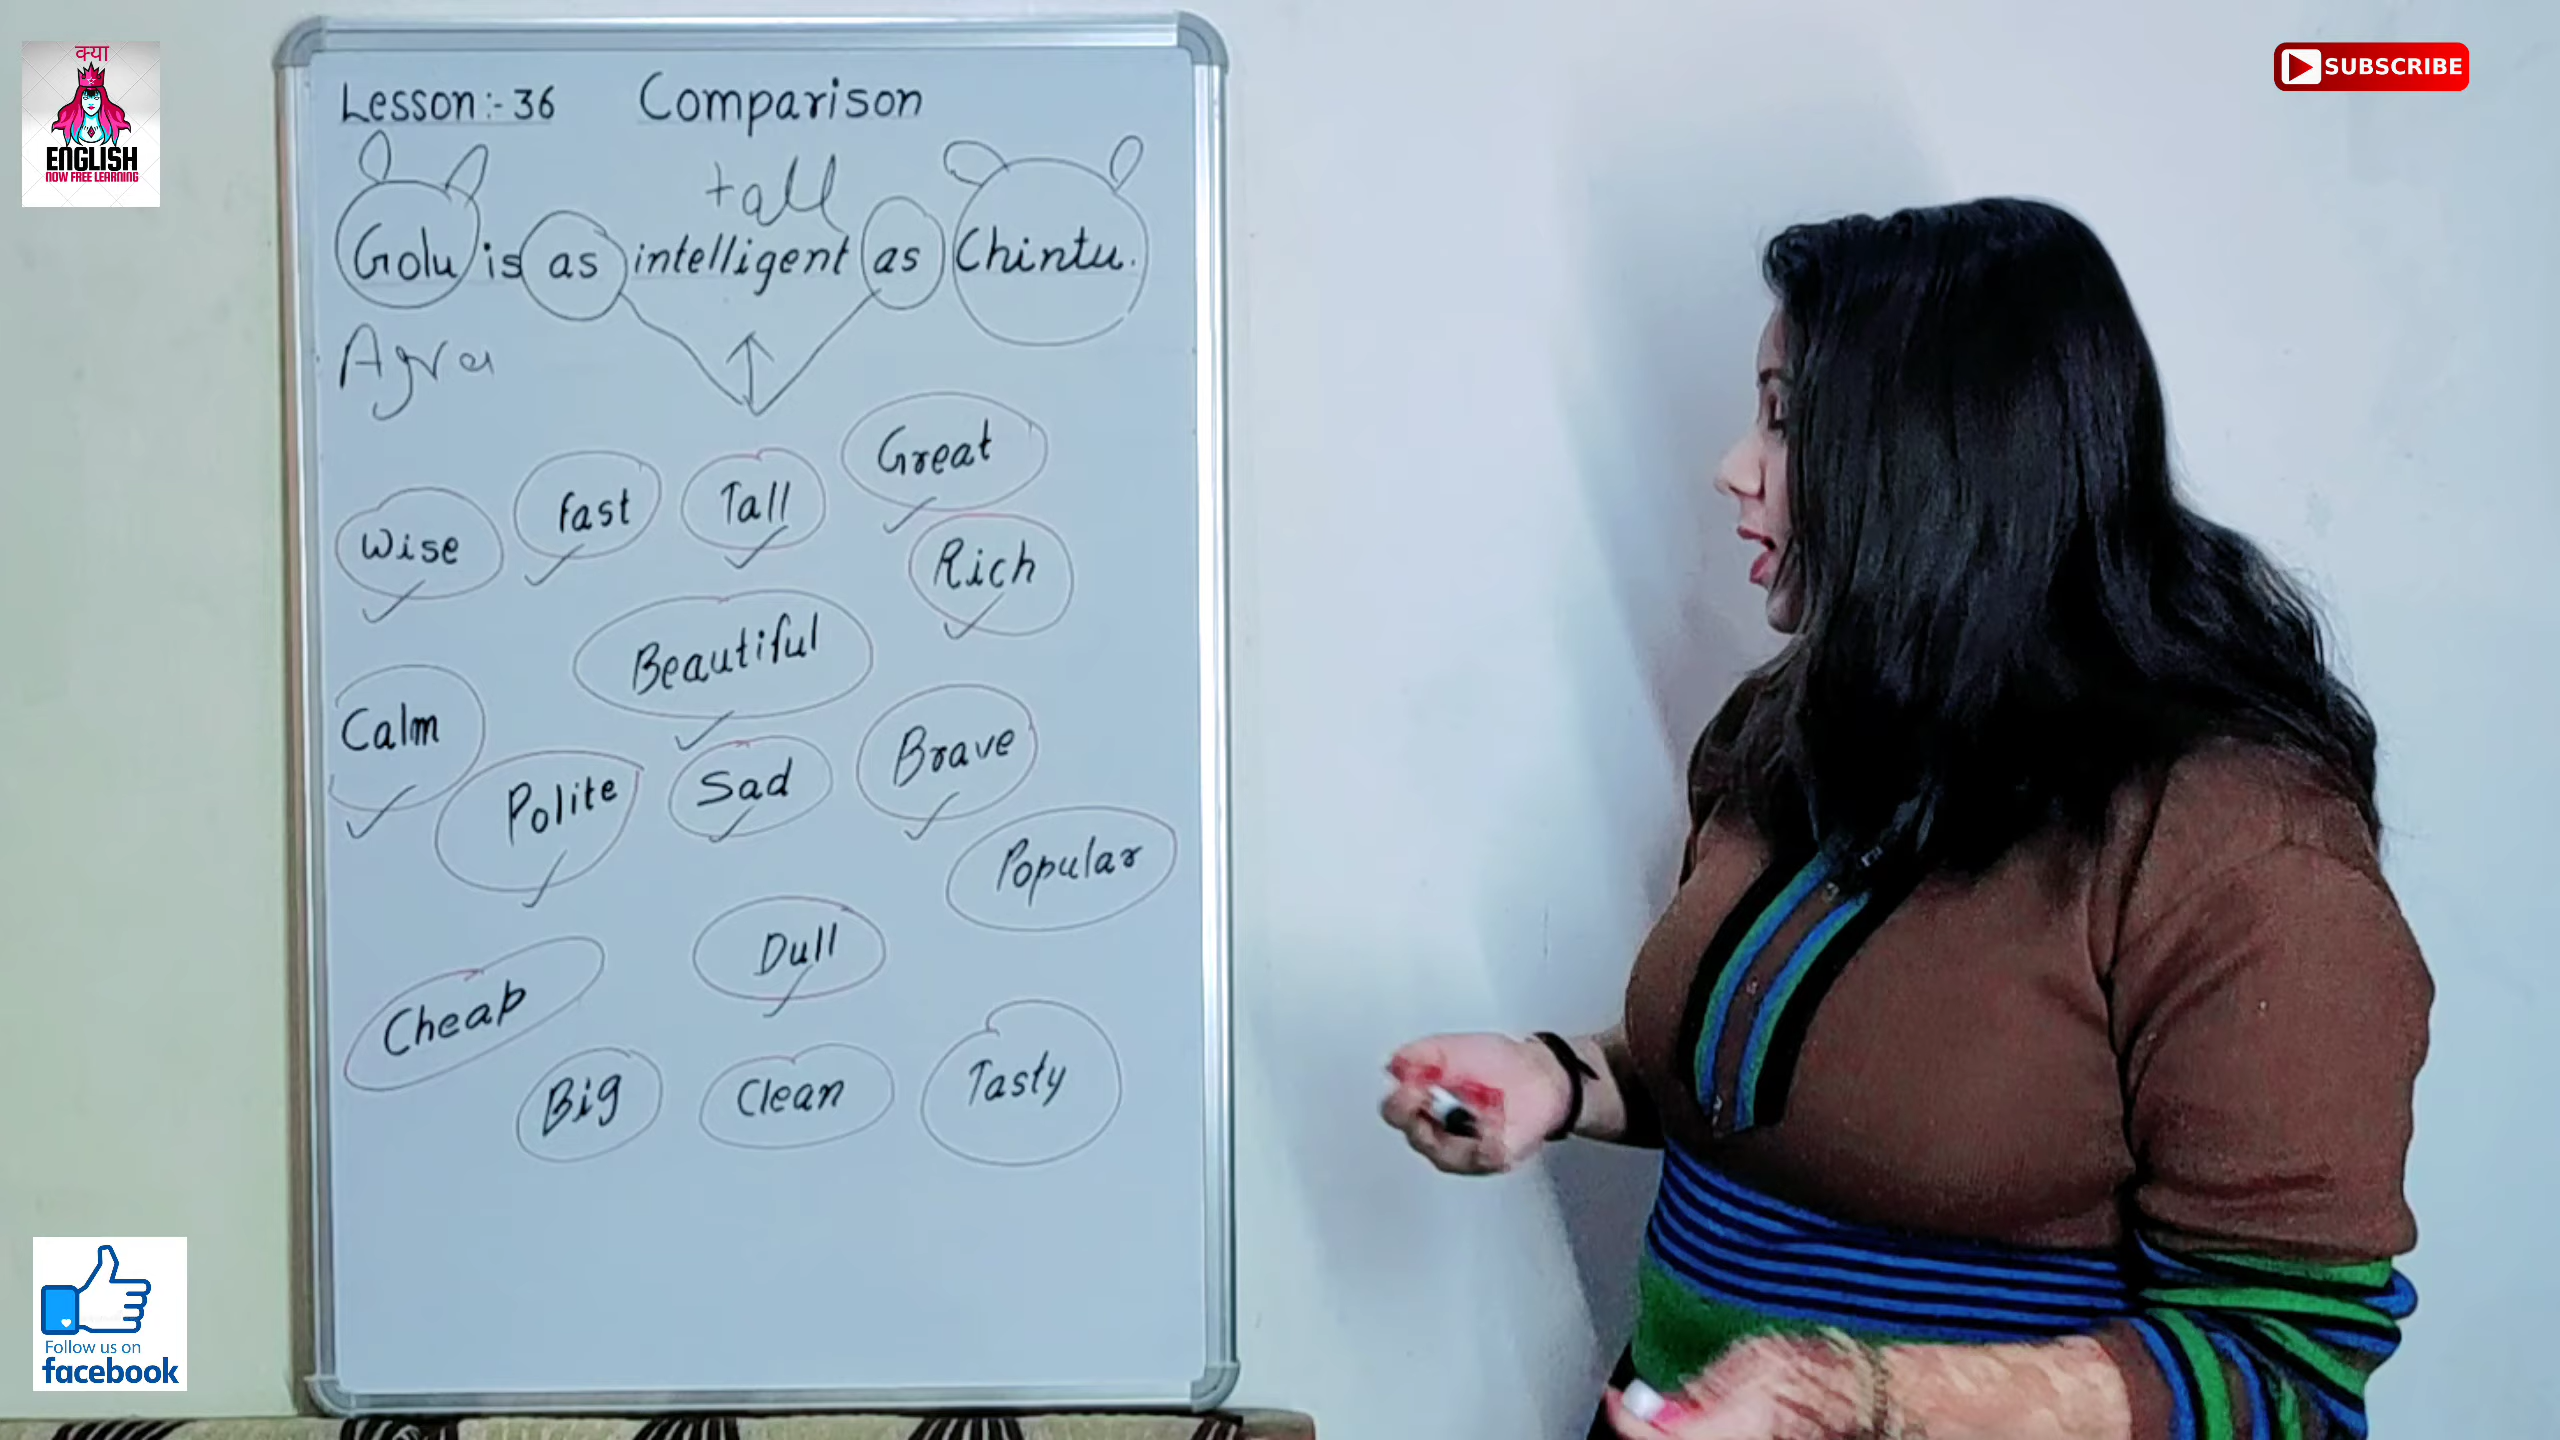 क्या
ENGLISH
NOW FREE LEARNING
SUBSCRIBE
Lesson:- 36 Comparison
tall
Golu is as intelligent as Chintu.
Agra
Great
Wise fast Tall
Rich
Beautiful
Calm
Polite Sad Brave
Popular
Dull
Cheap
Big Clean Tasty
Follow us on
facebook